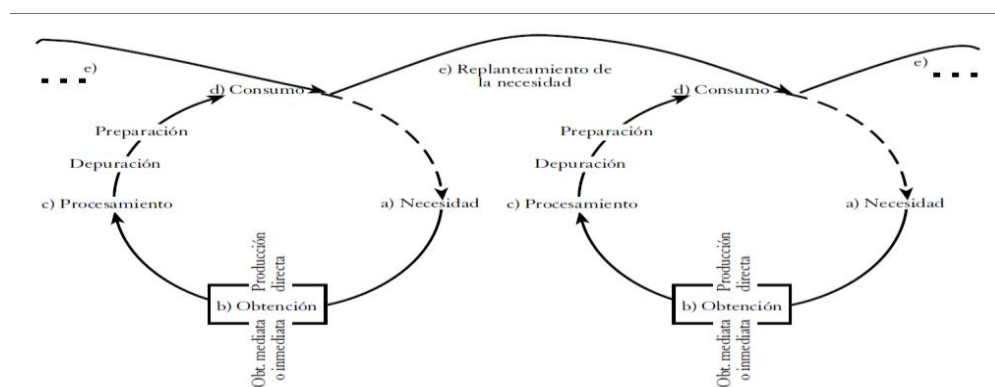 e)
e) Replanteamiento de
la necesidad
e)
d) Consumo
d) Consumo
Preparación
Preparación
Depuración
Depuración
c) Procesamiento
a) Necesidad
c) Procesamiento
a) Necesidad
Producción
directa
Producción
directa
b) Obtención
b) Obtención
Obt. mediata
o inmediata
Obt. mediata
o inmediata